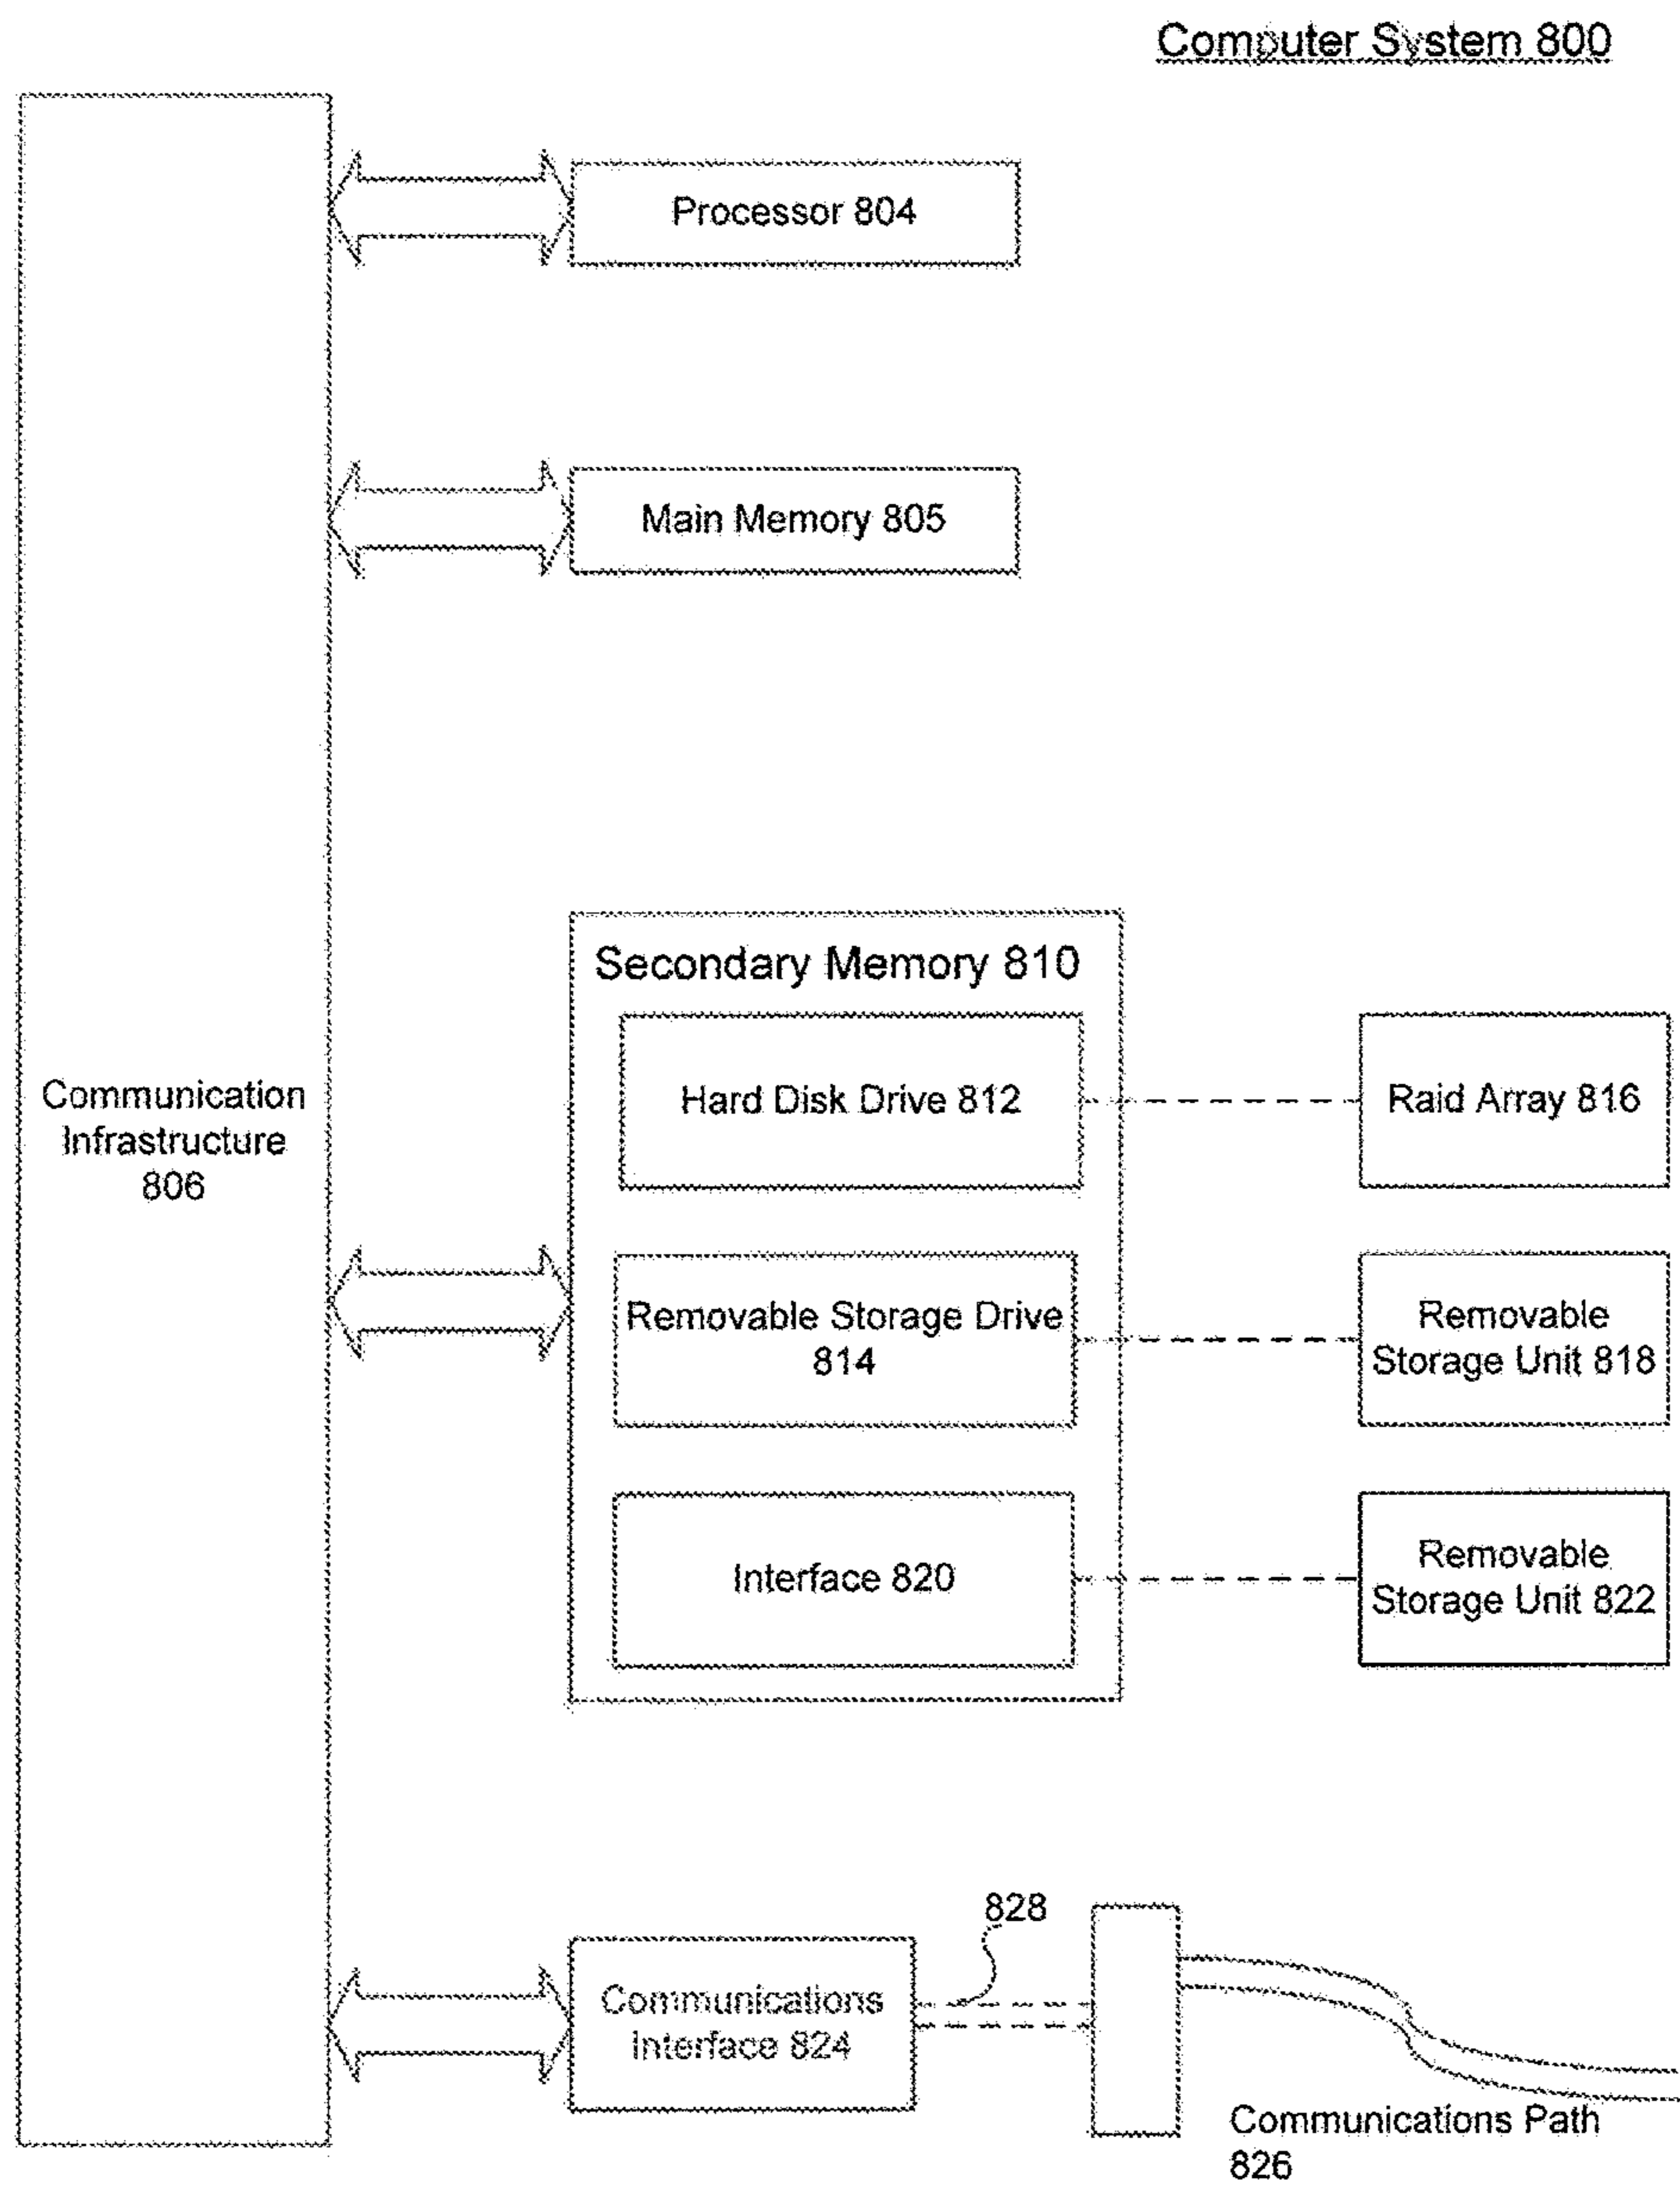 Computer System 800
Processor 804
Main Memory 805
Communication
Infrastructure
806
Secondary Memory 810
Hard Disk Drive 812
Raid Array 816
Removable Storage Drive
814
Removable
Storage Unit 818
Interface 820
Removable
Storage Unit 822
828
Communications
Interface 824
Communications Path
826